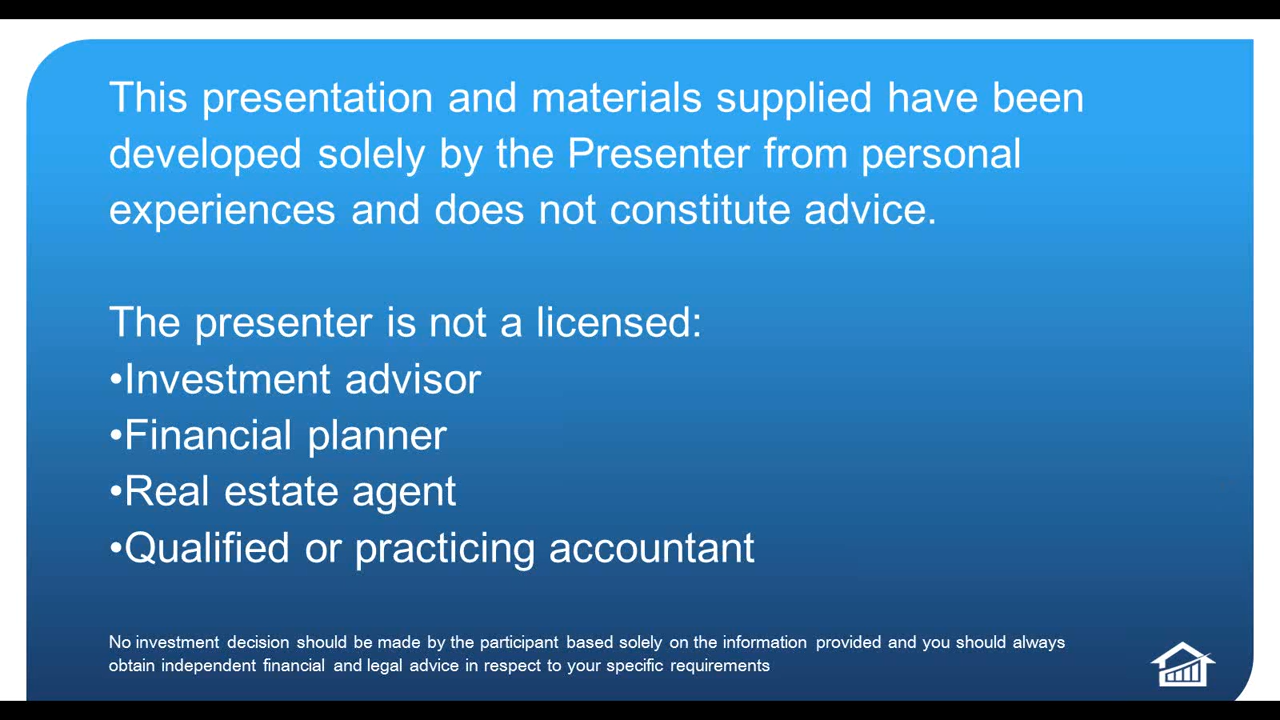 This presentation and materials supplied have been
developed solely by the Presenter from personal
experiences and does not constitute advice.
The presenter is not a licensed:
•Investment advisor
•Financial planner
•Real estate agent
•Qualified or practicing accountant
No investment decision should be made by the participant based solely on the information provided and you should always
obtain independent financial and legal advice in respect to your specific requirements